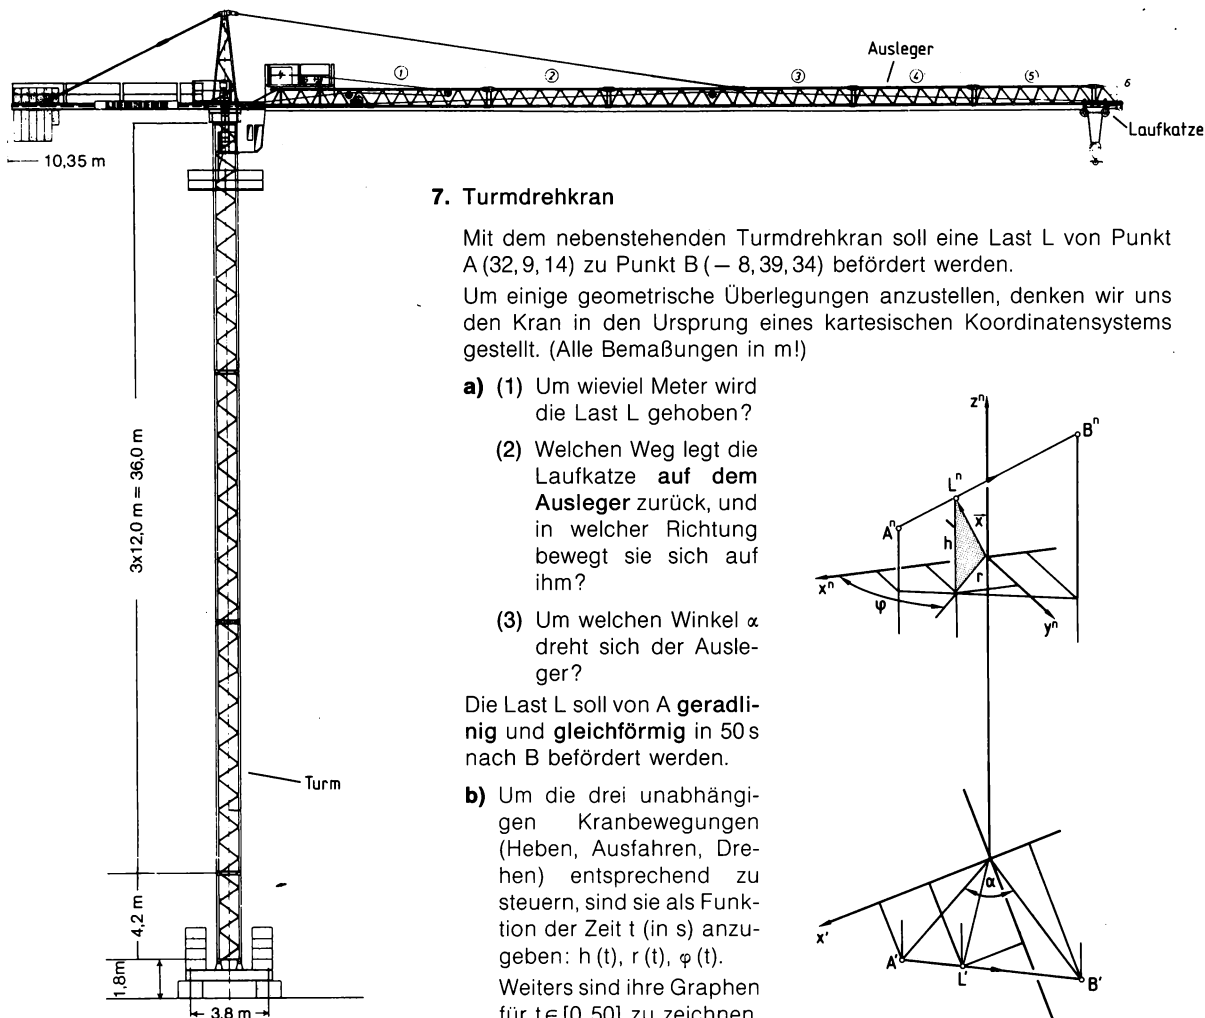 Ausleger
① ② ③ ④ ⑤ 6
Laufkatze
10,35 m
7. Turmdrehkran
Mit dem nebenstehenden Turmdrehkran soll eine Last L von Punkt
A (32, 9, 14) zu Punkt B (– 8, 39, 34) befördert werden.
Um einige geometrische Überlegungen anzustellen, denken wir uns
den Kran in den Ursprung eines kartesischen Koordinatensystems
gestellt. (Alle Bemaßungen in m!)
a) (1) Um wieviel Meter wird
die Last L gehoben?
(2) Welchen Weg legt die
Laufkatze auf dem
Ausleger zurück, und
in welcher Richtung
bewegt sie sich auf
ihm?
(3) Um welchen Winkel α
dreht sich der Ausle-
ger?
Die Last L soll von A geradli-
nig und gleichförmig in 50 s
nach B befördert werden.
b) Um die drei unabhängi-
gen Kranbewegungen
(Heben, Ausfahren, Dre-
hen) entsprechend zu
steuern, sind sie als Funk-
tion der Zeit t (in s) anzu-
geben: h (t), r (t), φ (t).
Weiters sind ihre Graphen
für t ∈ [0, 50] zu zeichnen
3x12,0 m = 36,0 m
Turm
4,2 m
1,8m
3,8 m
zⁿ
Bⁿ
Lⁿ
Aⁿ
x⃗
h
r
xⁿ
φ
yⁿ
α
x'
A'
L'
B'